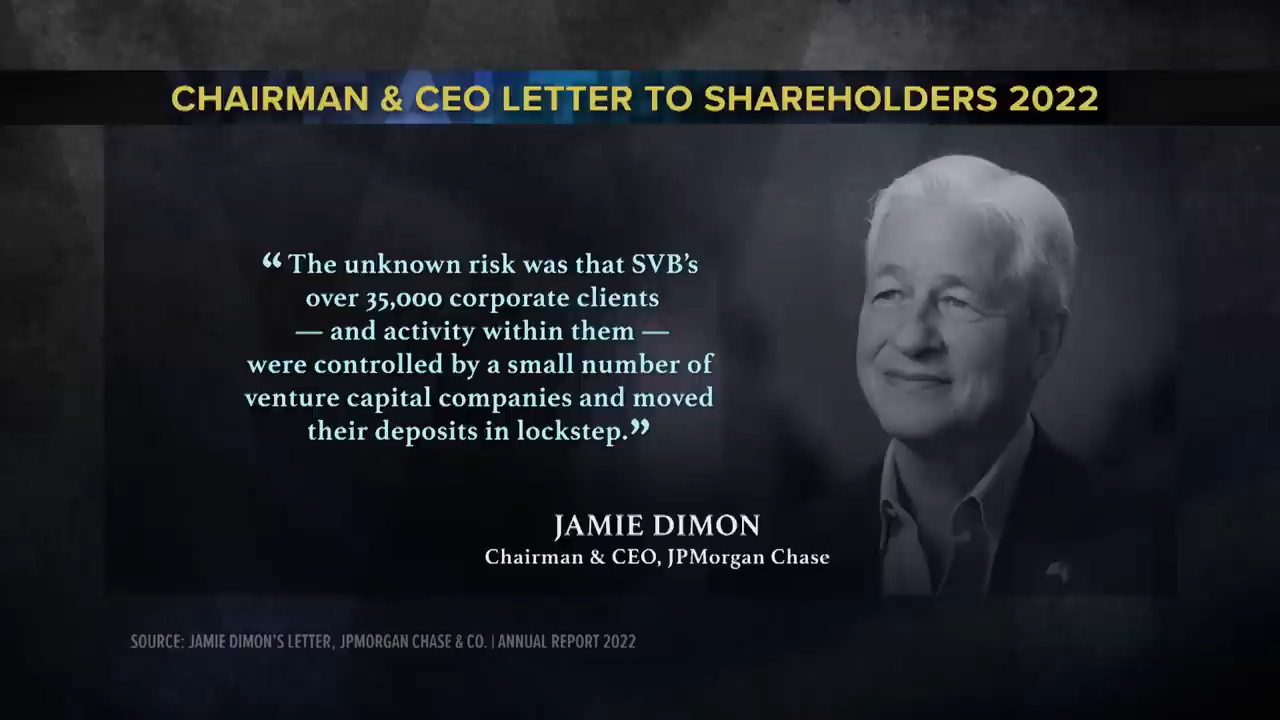 CHAIRMAN & CEO LETTER TO SHAREHOLDERS 2022
“The unknown risk was that SVB’s
over 35,000 corporate clients
— and activity within them —
were controlled by a small number of
venture capital companies and moved
their deposits in lockstep.”
JAMIE DIMON
Chairman & CEO, JPMorgan Chase
SOURCE: JAMIE DIMON’S LETTER, JPMORGAN CHASE & CO. | ANNUAL REPORT 2022